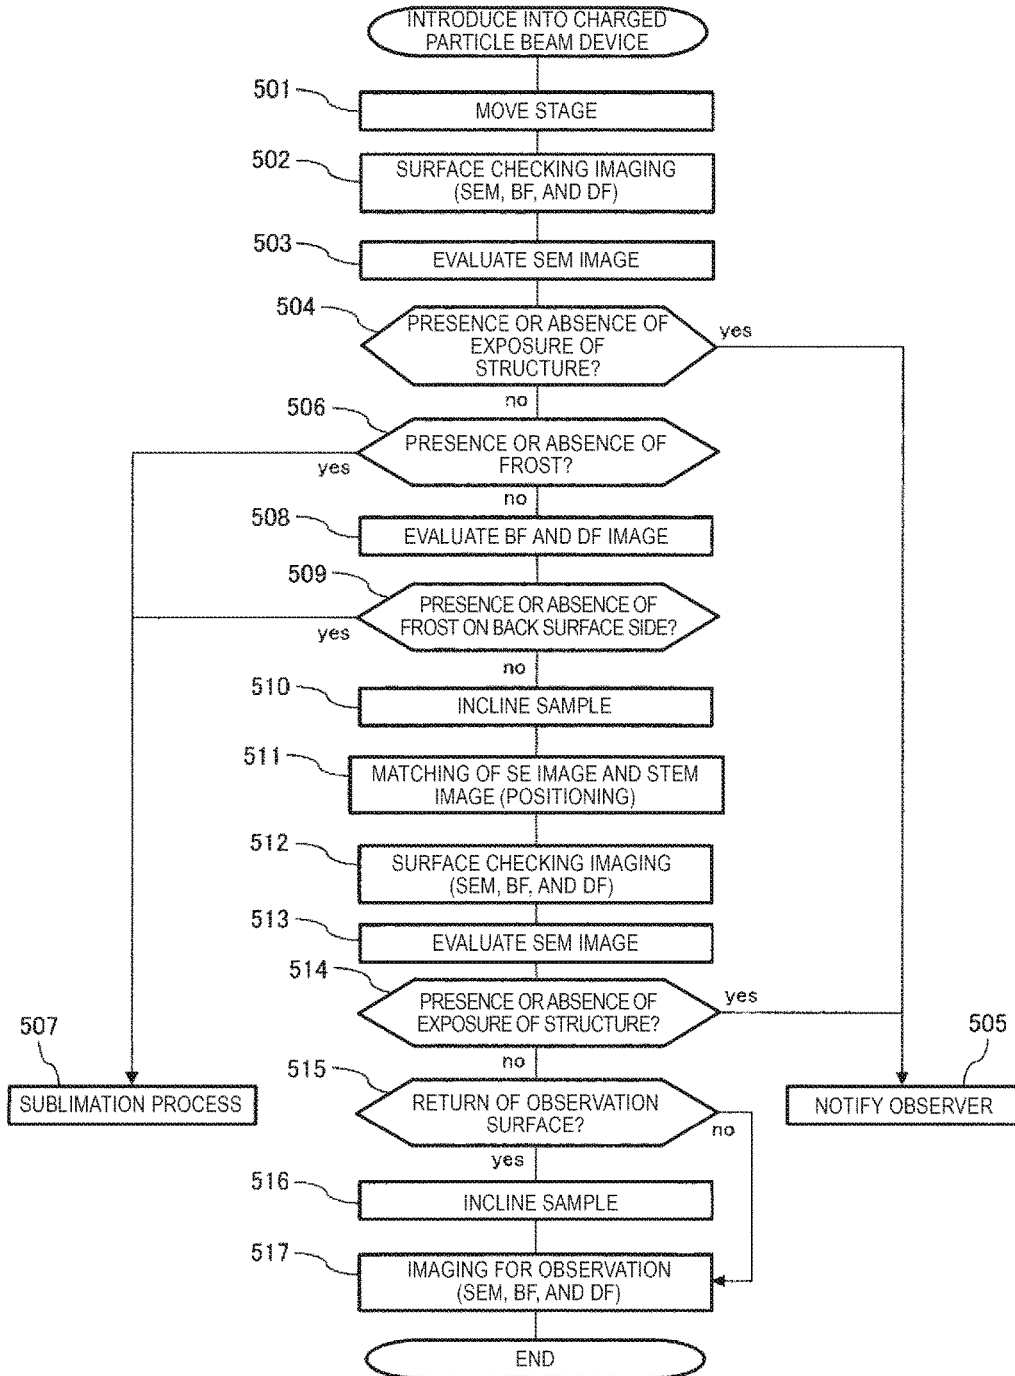 INTRODUCE INTO CHARGED
PARTICLE BEAM DEVICE
501
MOVE STAGE
502
SURFACE CHECKING IMAGING
(SEM, BF, AND DF)
503
EVALUATE SEM IMAGE
504
PRESENCE OR ABSENCE OF
EXPOSURE OF
STRUCTURE?
yes
no
506
PRESENCE OR ABSENCE OF
FROST?
yes
no
508
EVALUATE BF AND DF IMAGE
509
PRESENCE OR ABSENCE OF
FROST ON BACK SURFACE SIDE?
yes
no
510
INCLINE SAMPLE
511
MATCHING OF SE IMAGE AND STEM
IMAGE (POSITIONING)
512
SURFACE CHECKING IMAGING
(SEM, BF, AND DF)
513
EVALUATE SEM IMAGE
514
PRESENCE OR ABSENCE OF
EXPOSURE OF STRUCTURE?
yes
no
507
SUBLIMATION PROCESS
505
NOTIFY OBSERVER
515
RETURN OF OBSERVATION
SURFACE?
no
yes
516
INCLINE SAMPLE
517
IMAGING FOR OBSERVATION
(SEM, BF, AND DF)
END